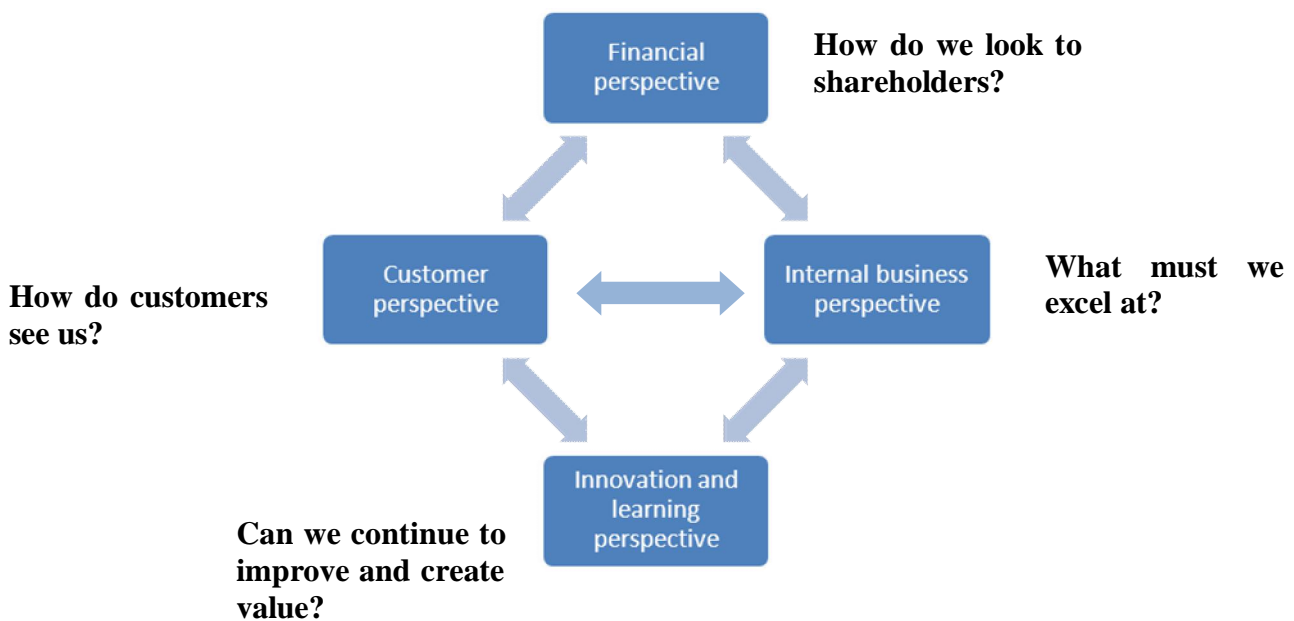 Financial
perspective
How do we look to
shareholders?
Customer
perspective
Internal business
perspective
What must we
excel at?
How do customers
see us?
Innovation and
learning
perspective
Can we continue to
improve and create
value?